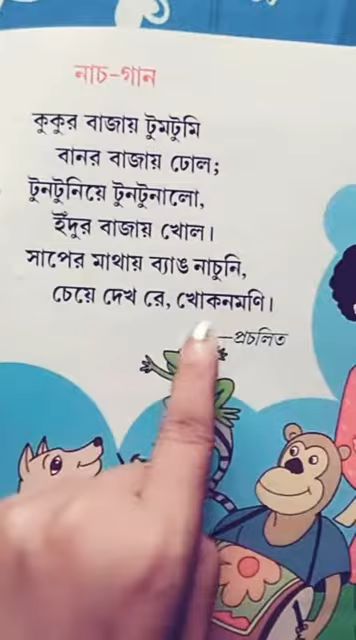 নাচ-গান
কুকুর বাজায় টুমটুমি
বানর বাজায় ঢোল;
টুনটুনিয়ে টুনটুনালো,
ইঁদুর বাজায় খোল।
সাপের মাথায় ব্যাঙ নাচুনি,
চেয়ে দেখ রে, খোকনমণি।
—প্রচলিত